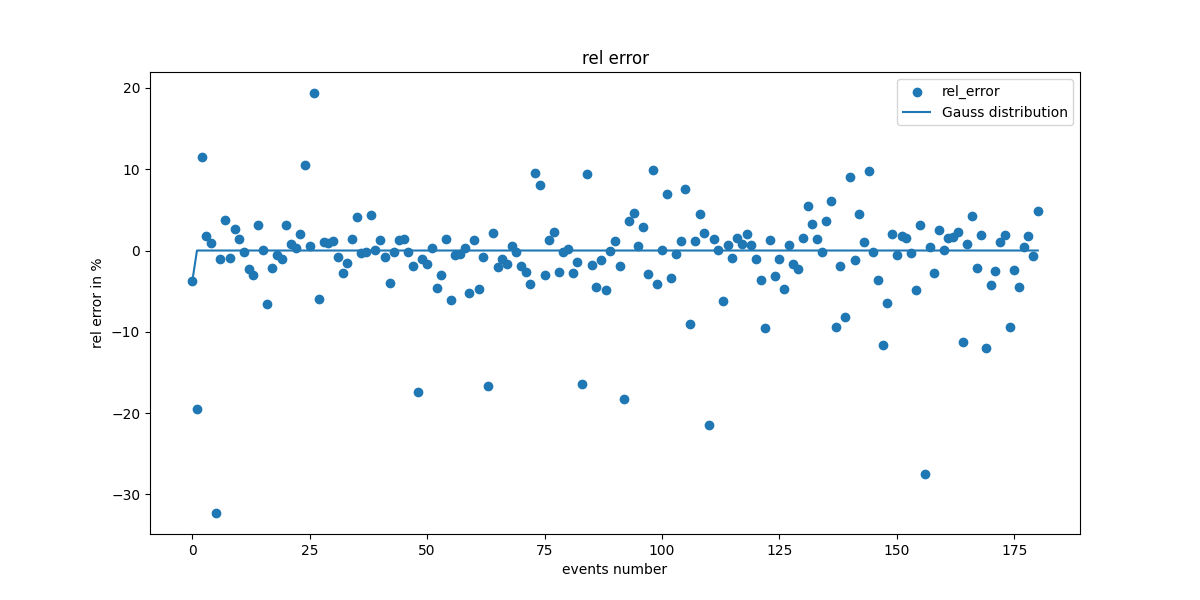 rel error
rel_error
Gauss distribution
20
10
0
−10
−20
−30
rel error in %
0 25 50 75 100 125 150 175
events number